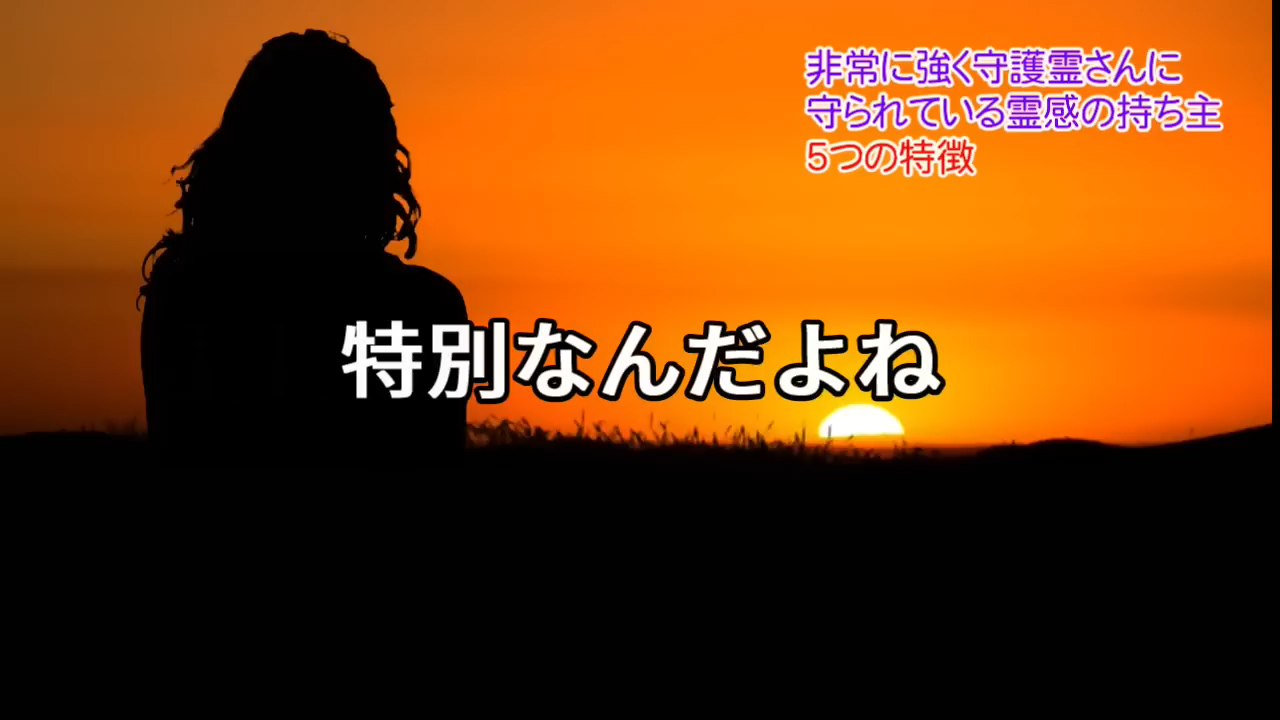 非常に強く守護霊さんに
守られている霊感の持ち主
5つの特徴
特別なんだよね